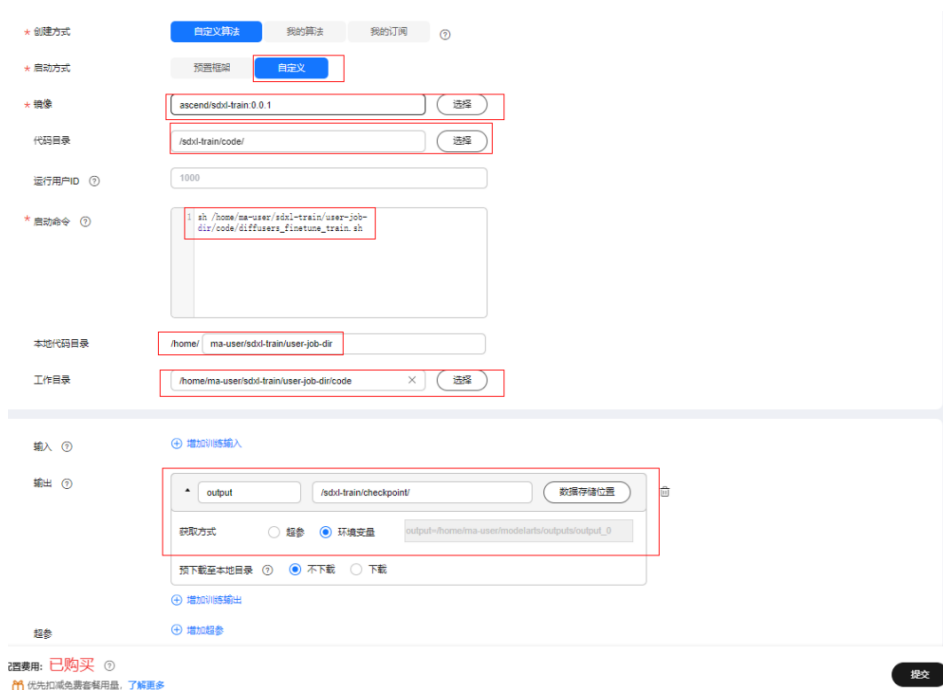 * 创建方式 自定义算法 我的算法 我的订阅
* 启动方式 预置框架 自定义
* 镜像 ascend/sdxl-train:0.0.1 选择
代码目录 /sdxl-train/code/ 选择
运行用户ID 1000
* 启动命令 1 sh /home/ma-user/sdxl-train/user-job-
dir/code/diffusers_finetune_train.sh
本地代码目录 /home/ ma-user/sdxl-train/user-job-dir
工作目录 /home/ma-user/sdxl-train/user-job-dir/code 选择
输入 增加训练输入
输出 output /sdxl-train/checkpoint/ 数据存储位置
获取方式 超参 环境变量 output=/home/ma-user/modelarts/outputs/output_0
预下载至本地目录 不下载 下载
增加训练输出
超参 增加超参
配置费用: 已购买
优先扣减免费套餐用量, 了解更多
提交